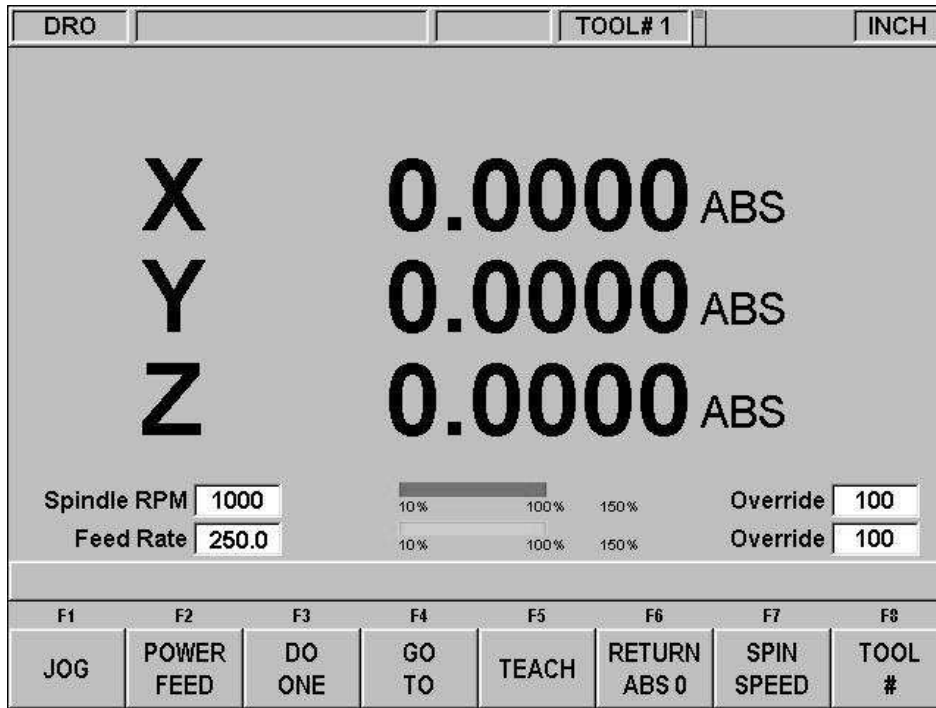 DRO TOOL# 1 INCH
X 0.0000 ABS
Y 0.0000 ABS
Z 0.0000 ABS
Spindle RPM 1000 10% 100% 150% Override 100
Feed Rate 250.0 10% 100% 150% Override 100
F1 F2 F3 F4 F5 F6 F7 F8
JOG POWER FEED DO ONE GO TO TEACH RETURN ABS 0 SPIN SPEED TOOL #